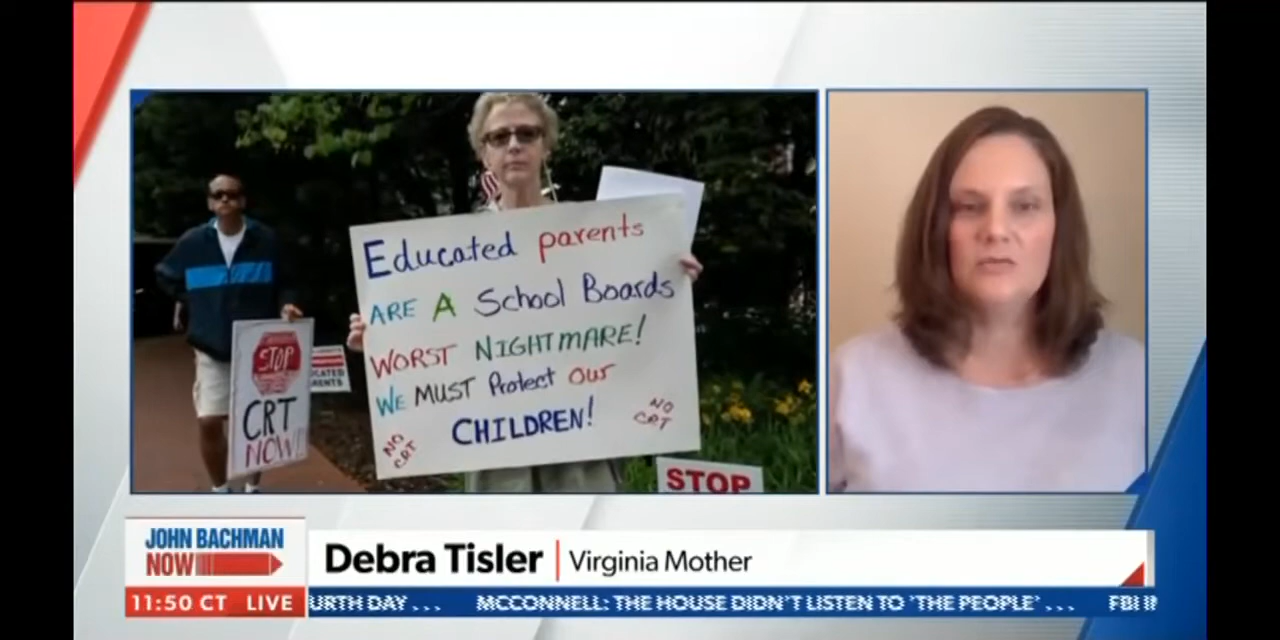 Educated parents
ARE A School Boards
WORST NIGHTMARE!
WE MUST Protect our
CHILDREN!
NO
CRT
NO
CRT
STOP
CRT
NOW!
STOP
JOHN BACHMAN
NOW
Debra Tisler
Virginia Mother
11:50 CT LIVE
URTH DAY... MCCONNELL: THE HOUSE DIDN'T LISTEN TO 'THE PEOPLE'... FBI